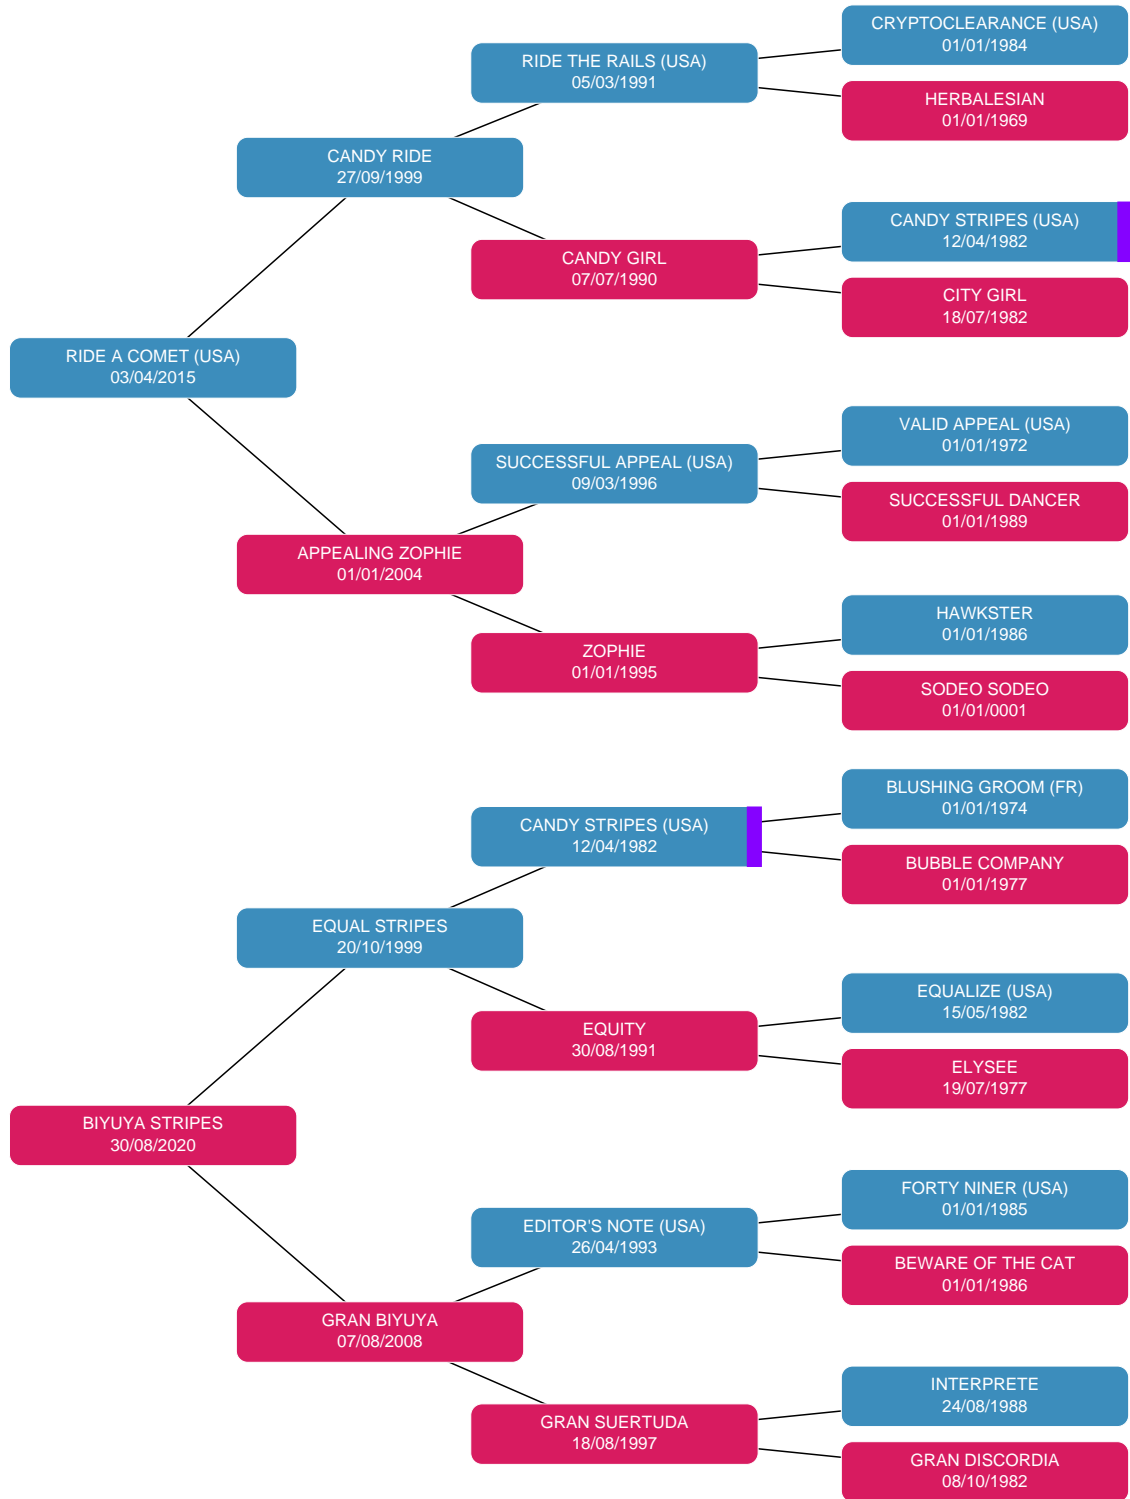 CRYPTOCLEARANCE (USA)
01/01/1984
RIDE THE RAILS (USA)
05/03/1991
HERBALESIAN
01/01/1969
CANDY RIDE
27/09/1999
CANDY STRIPES (USA)
12/04/1982
CANDY GIRL
07/07/1990
CITY GIRL
18/07/1982
RIDE A COMET (USA)
03/04/2015
VALID APPEAL (USA)
01/01/1972
SUCCESSFUL APPEAL (USA)
09/03/1996
SUCCESSFUL DANCER
01/01/1989
APPEALING ZOPHIE
01/01/2004
HAWKSTER
01/01/1986
ZOPHIE
01/01/1995
SODEO SODEO
01/01/0001
BLUSHING GROOM (FR)
01/01/1974
CANDY STRIPES (USA)
12/04/1982
BUBBLE COMPANY
01/01/1977
EQUAL STRIPES
20/10/1999
EQUALIZE (USA)
15/05/1982
EQUITY
30/08/1991
ELYSEE
19/07/1977
BIYUYA STRIPES
30/08/2020
FORTY NINER (USA)
01/01/1985
EDITOR'S NOTE (USA)
26/04/1993
BEWARE OF THE CAT
01/01/1986
GRAN BIYUYA
07/08/2008
INTERPRETE
24/08/1988
GRAN SUERTUDA
18/08/1997
GRAN DISCORDIA
08/10/1982